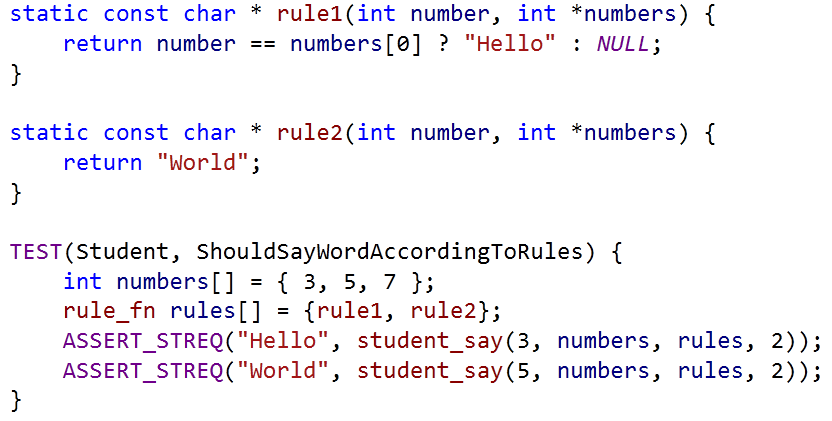 static const char * rule1(int number, int *numbers) {
    return number == numbers[0] ? "Hello" : NULL;
}

static const char * rule2(int number, int *numbers) {
    return "World";
}

TEST(Student, ShouldSayWordAccordingToRules) {
    int numbers[] = { 3, 5, 7 };
    rule_fn rules[] = {rule1, rule2};
    ASSERT_STREQ("Hello", student_say(3, numbers, rules, 2));
    ASSERT_STREQ("World", student_say(5, numbers, rules, 2));
}